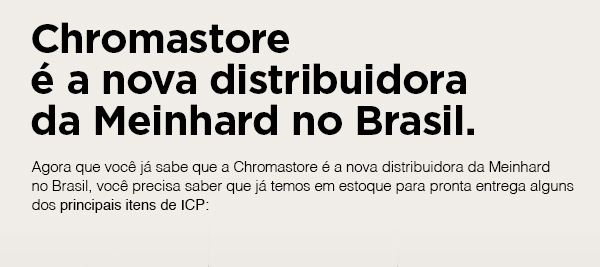 Chromastore
é a nova distribuidora
da Meinhard no Brasil.
Agora que você já sabe que a Chromastore é a nova distribuidora da Meinhard
no Brasil, você precisa saber que já temos em estoque para pronta entrega alguns
dos principais itens de ICP: